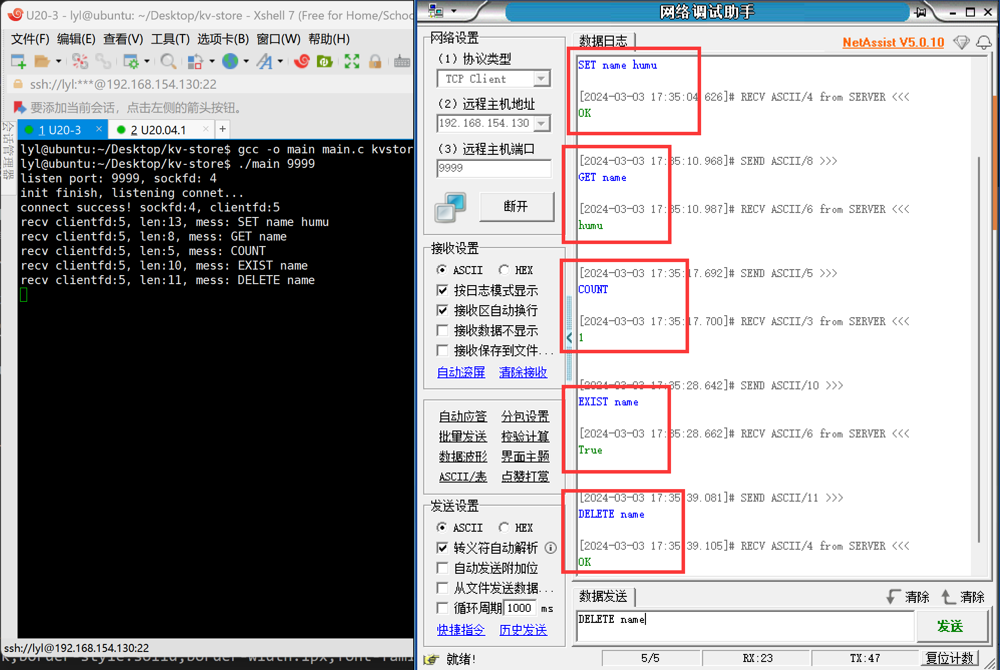 U20-3 - lyl@ubuntu: ~/Desktop/kv-store - Xshell 7 (Free for Home/Schoo
文件(F) 编辑(E) 查看(V) 工具(T) 选项卡(B) 窗口(W) 帮助(H)
ssh://lyl:***@192.168.154.130:22
要添加当前会话，点击左侧的箭头按钮。
会话管理器
1 U20-3 × 2 U20.04.1 × +
lyl@ubuntu:~/Desktop/kv-store$ gcc -o main main.c kvstor
lyl@ubuntu:~/Desktop/kv-store$ ./main 9999
listen port: 9999, sockfd: 4
init finish, listening connet...
connect success! sockfd:4, clientfd:5
recv clientfd:5, len:13, mess: SET name humu
recv clientfd:5, len:8, mess: GET name
recv clientfd:5, len:5, mess: COUNT
recv clientfd:5, len:10, mess: EXIST name
recv clientfd:5, len:11, mess: DELETE name
ssh://lyl@192.168.154.130:22
网络调试助手
网络设置
(1) 协议类型
TCP Client
(2) 远程主机地址
192.168.154.130
(3) 远程主机端口
9999
断开
接收设置
ASCII HEX
按日志模式显示
接收区自动换行
接收数据不显示
接收保存到文件...
自动滚屏 清除接收
自动应答 分包设置
批量发送 校验计算
数据波形 界面主题
ASCII/表 点赞打赏
发送设置
ASCII HEX
转义符自动解析
自动发送附加位
从文件发送数据...
循环周期 1000 ms
快捷指令 历史发送
数据日志
NetAssist V5.0.10
SET name humu
[2024-03-03 17:35:04.626]# RECV ASCII/4 from SERVER <<<
OK
[2024-03-03 17:35:10.968]# SEND ASCII/8 >>>
GET name
[2024-03-03 17:35:10.987]# RECV ASCII/6 from SERVER <<<
humu
[2024-03-03 17:35:17.692]# SEND ASCII/5 >>>
COUNT
[2024-03-03 17:35:17.700]# RECV ASCII/3 from SERVER <<<
1
[2024-03-03 17:35:28.642]# SEND ASCII/10 >>>
EXIST name
[2024-03-03 17:35:28.662]# RECV ASCII/6 from SERVER <<<
True
[2024-03-03 17:35:39.081]# SEND ASCII/11 >>>
DELETE name
[2024-03-03 17:35:39.105]# RECV ASCII/4 from SERVER <<<
OK
数据发送 清除 清除
DELETE name
发送
就绪! 5/5 RX:23 TX:47 复位计数